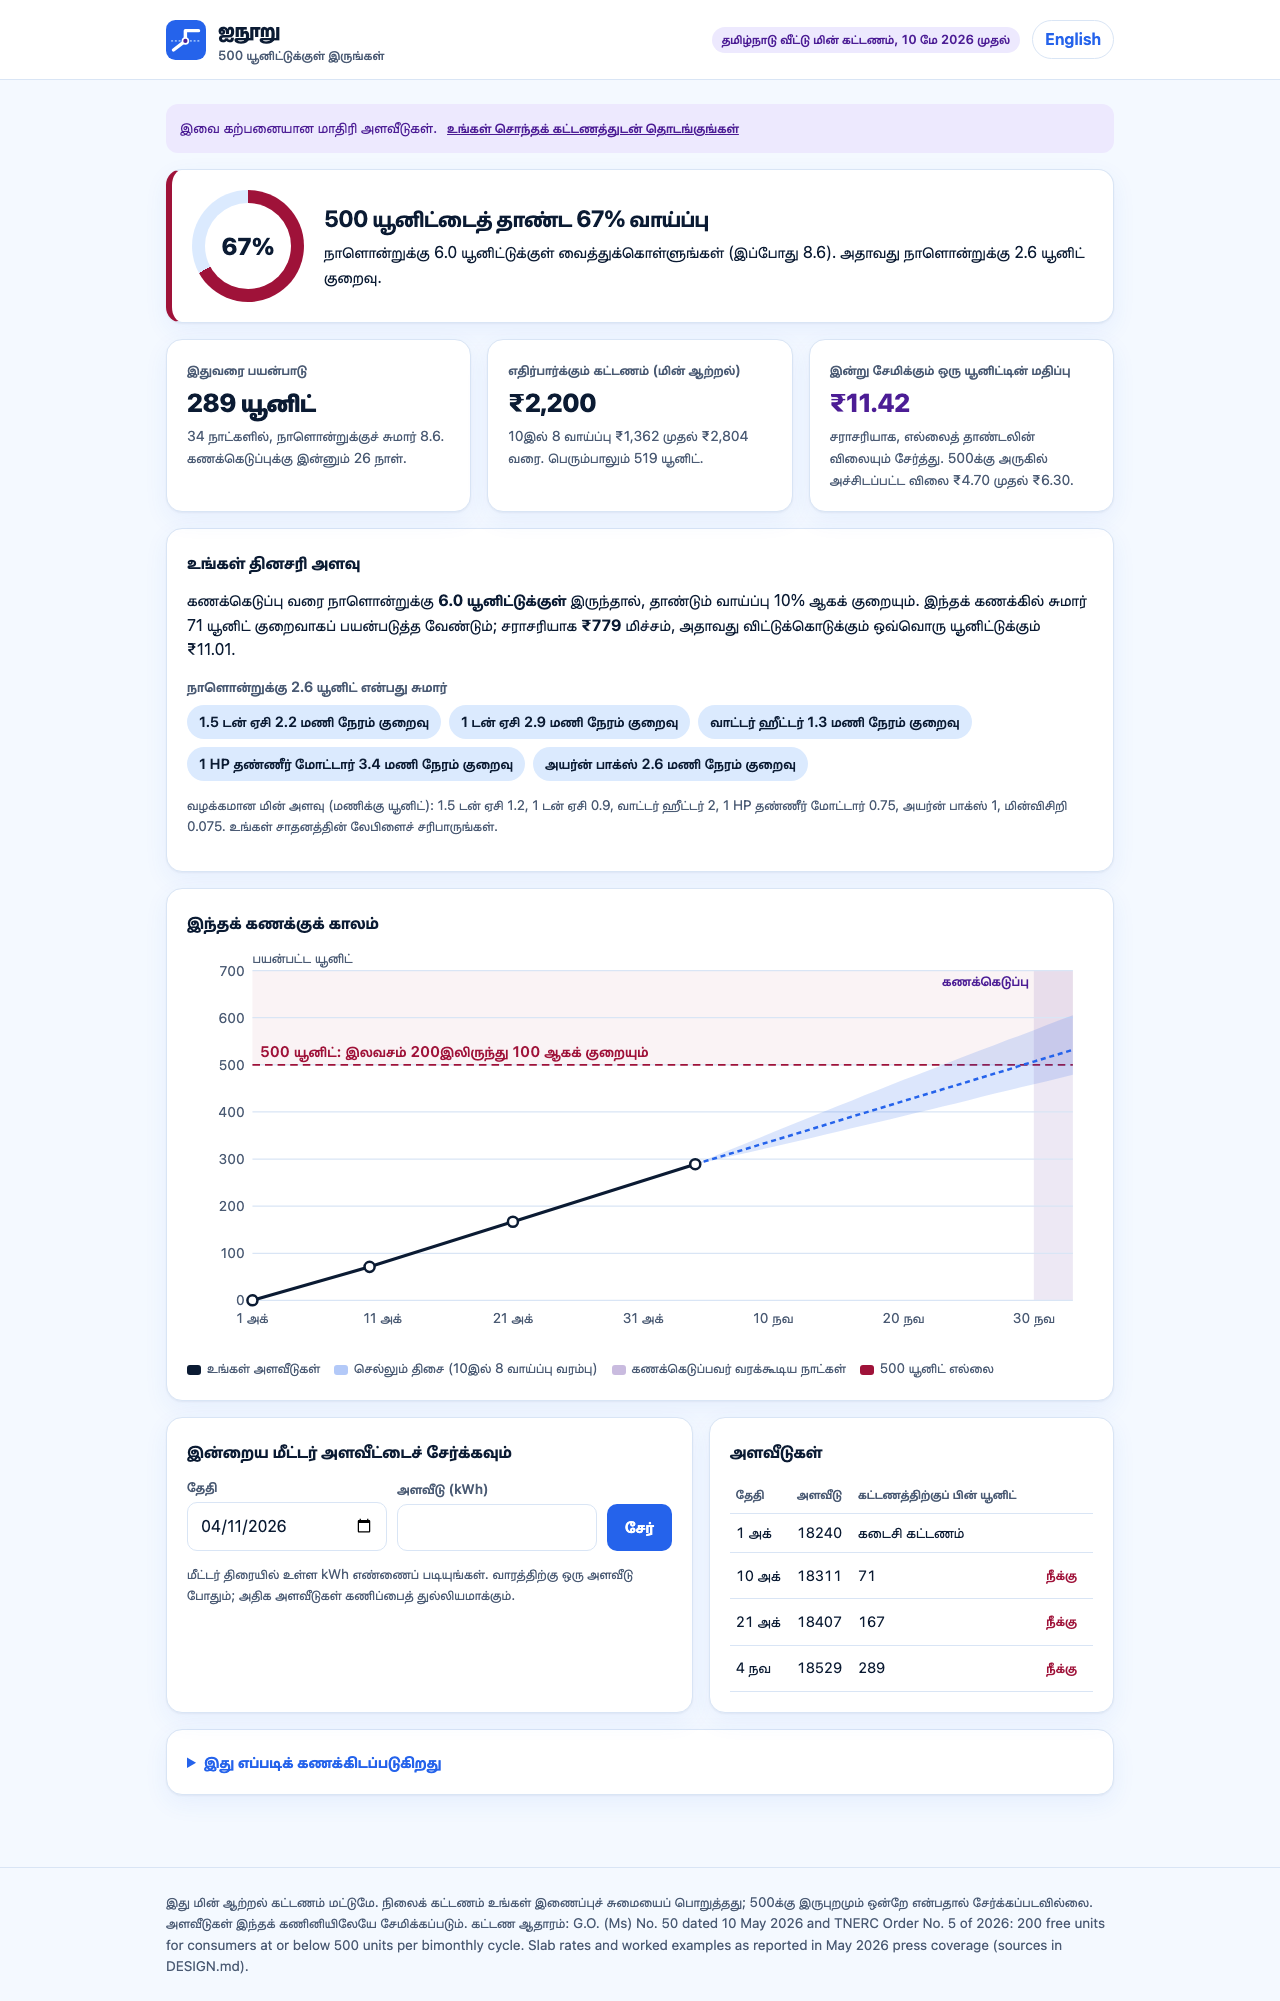 ஐநூறு
500 யூனிட்டுக்குள் இருங்கள்
தமிழ்நாடு வீட்டு மின் கட்டணம், 10 மே 2026 முதல்
English
இவை கற்பனையான மாதிரி அளவீடுகள். உங்கள் சொந்தக் கட்டணத்துடன் தொடங்குங்கள்
67%
500 யூனிட்டைத் தாண்ட 67% வாய்ப்பு
நாளொன்றுக்கு 6.0 யூனிட்டுக்குள் வைத்துக்கொள்ளுங்கள் (இப்போது 8.6). அதாவது நாளொன்றுக்கு 2.6 யூனிட்
குறைவு.
இதுவரை பயன்பாடு
289 யூனிட்
34 நாட்களில், நாளொன்றுக்குச் சுமார் 8.6.
கணக்கெடுப்புக்கு இன்னும் 26 நாள்.
எதிர்பார்க்கும் கட்டணம் (மின் ஆற்றல்)
₹2,200
10இல் 8 வாய்ப்பு ₹1,362 முதல் ₹2,804
வரை. பெரும்பாலும் 519 யூனிட்.
இன்று சேமிக்கும் ஒரு யூனிட்டின் மதிப்பு
₹11.42
சராசரியாக, எல்லைத் தாண்டலின்
விலையும் சேர்த்து. 500க்கு அருகில்
அச்சிடப்பட்ட விலை ₹4.70 முதல் ₹6.30.
உங்கள் தினசரி அளவு
கணக்கெடுப்பு வரை நாளொன்றுக்கு 6.0 யூனிட்டுக்குள் இருந்தால், தாண்டும் வாய்ப்பு 10% ஆகக் குறையும். இந்தக் கணக்கில் சுமார்
71 யூனிட் குறைவாகப் பயன்படுத்த வேண்டும்; சராசரியாக ₹779 மிச்சம், அதாவது விட்டுக்கொடுக்கும் ஒவ்வொரு யூனிட்டுக்கும்
₹11.01.
நாளொன்றுக்கு 2.6 யூனிட் என்பது சுமார்
1.5 டன் ஏசி 2.2 மணி நேரம் குறைவு
1 டன் ஏசி 2.9 மணி நேரம் குறைவு
வாட்டர் ஹீட்டர் 1.3 மணி நேரம் குறைவு
1 HP தண்ணீர் மோட்டார் 3.4 மணி நேரம் குறைவு
அயர்ன் பாக்ஸ் 2.6 மணி நேரம் குறைவு
வழக்கமான மின் அளவு (மணிக்கு யூனிட்): 1.5 டன் ஏசி 1.2, 1 டன் ஏசி 0.9, வாட்டர் ஹீட்டர் 2, 1 HP தண்ணீர் மோட்டார் 0.75, அயர்ன் பாக்ஸ் 1, மின்விசிறி
0.075. உங்கள் சாதனத்தின் லேபிளைச் சரிபாருங்கள்.
இந்தக் கணக்குக் காலம்
பயன்பட்ட யூனிட்
700
கணக்கெடுப்பு
600
500 யூனிட்: இலவசம் 200இலிருந்து 100 ஆகக் குறையும்
500
400
300
200
100
0
1 அக்
11 அக்
21 அக்
31 அக்
10 நவ
20 நவ
30 நவ
உங்கள் அளவீடுகள்
செல்லும் திசை (10இல் 8 வாய்ப்பு வரம்பு)
கணக்கெடுப்பவர் வரக்கூடிய நாட்கள்
500 யூனிட் எல்லை
இன்றைய மீட்டர் அளவீட்டைச் சேர்க்கவும்
தேதி
அளவீடு (kWh)
04/11/2026
சேர்
மீட்டர் திரையில் உள்ள kWh எண்ணைப் படியுங்கள். வாரத்திற்கு ஒரு அளவீடு
போதும்; அதிக அளவீடுகள் கணிப்பைத் துல்லியமாக்கும்.
அளவீடுகள்
தேதி அளவீடு கட்டணத்திற்குப் பின் யூனிட்
1 அக் 18240 கடைசி கட்டணம்
10 அக் 18311 71 நீக்கு
21 அக் 18407 167 நீக்கு
4 நவ 18529 289 நீக்கு
இது எப்படிக் கணக்கிடப்படுகிறது
இது மின் ஆற்றல் கட்டணம் மட்டுமே. நிலைக் கட்டணம் உங்கள் இணைப்புச் சுமையைப் பொறுத்தது; 500க்கு இருபுறமும் ஒன்றே என்பதால் சேர்க்கப்படவில்லை.
அளவீடுகள் இந்தக் கணினியிலேயே சேமிக்கப்படும். கட்டண ஆதாரம்: G.O. (Ms) No. 50 dated 10 May 2026 and TNERC Order No. 5 of 2026: 200 free units
for consumers at or below 500 units per bimonthly cycle. Slab rates and worked examples as reported in May 2026 press coverage (sources in
DESIGN.md).